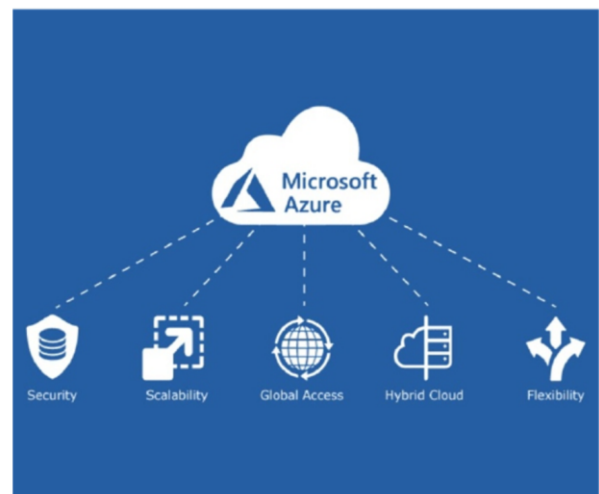 Microsoft
Azure
Security
Scalability
Global Access
Hybrid Cloud
Flexibility